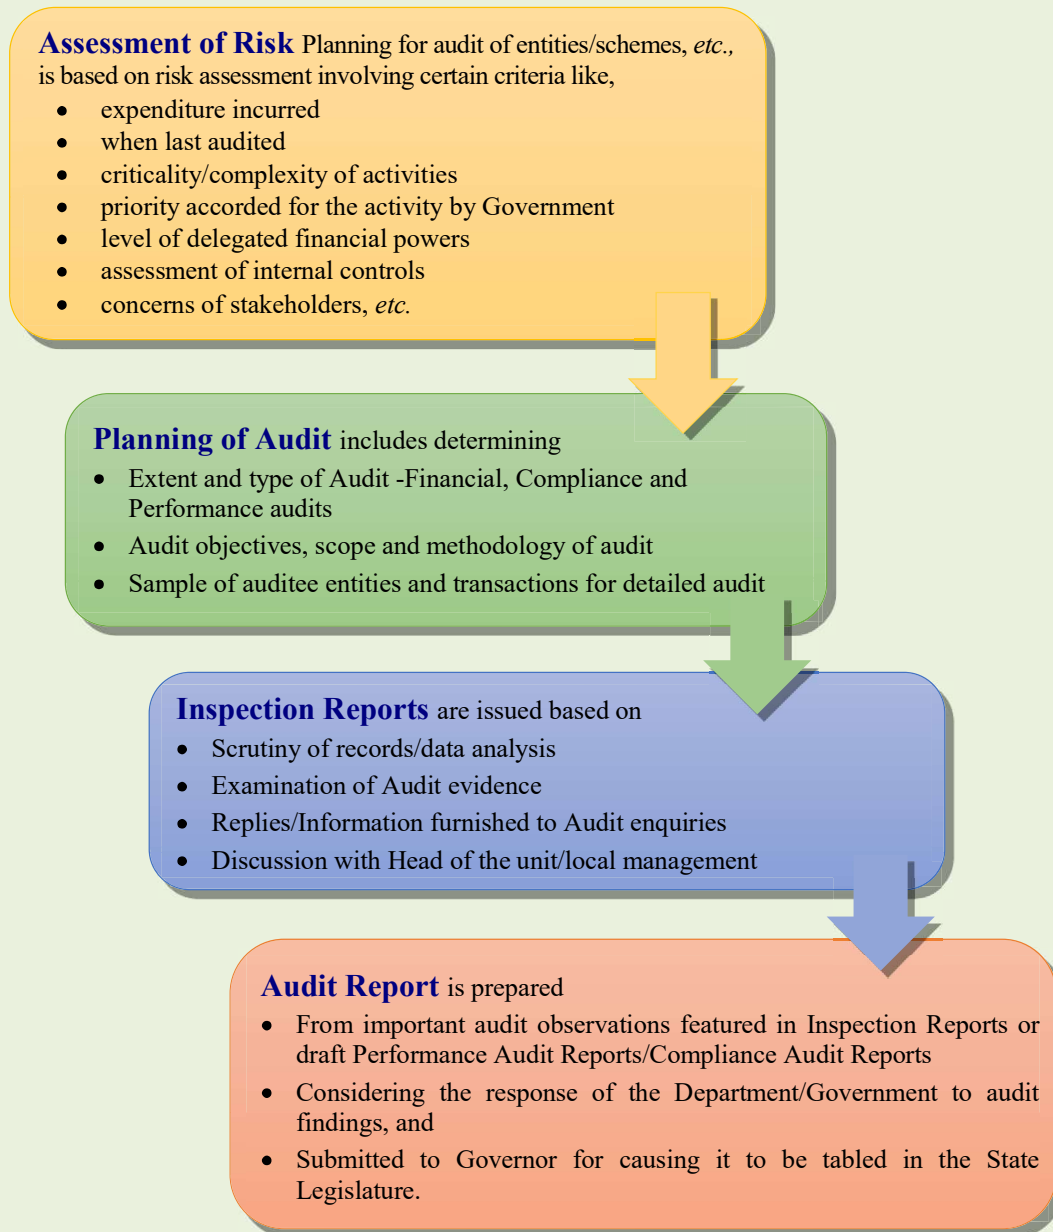 Assessment of Risk Planning for audit of entities/schemes, etc.,
is based on risk assessment involving certain criteria like,
• expenditure incurred
• when last audited
• criticality/complexity of activities
• priority accorded for the activity by Government
• level of delegated financial powers
• assessment of internal controls
• concerns of stakeholders, etc.
Planning of Audit includes determining
• Extent and type of Audit -Financial, Compliance and
Performance audits
• Audit objectives, scope and methodology of audit
• Sample of auditee entities and transactions for detailed audit
Inspection Reports are issued based on
• Scrutiny of records/data analysis
• Examination of Audit evidence
• Replies/Information furnished to Audit enquiries
• Discussion with Head of the unit/local management
Audit Report is prepared
• From important audit observations featured in Inspection Reports or
draft Performance Audit Reports/Compliance Audit Reports
• Considering the response of the Department/Government to audit
findings, and
• Submitted to Governor for causing it to be tabled in the State
Legislature.